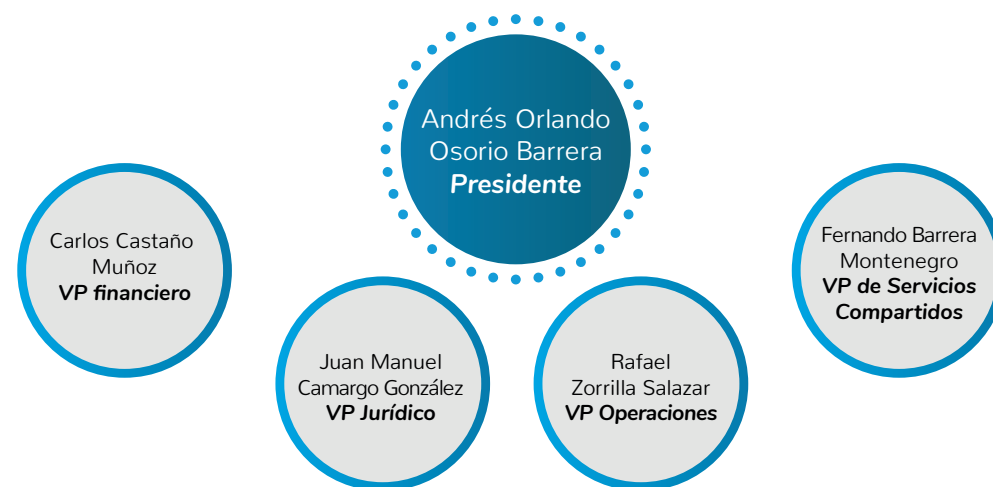 Andrés Orlando
Osorio Barrera
Presidente
Carlos Castaño
Muñoz
VP financiero
Juan Manuel
Camargo González
VP Jurídico
Rafael
Zorrilla Salazar
VP Operaciones
Fernando Barrera
Montenegro
VP de Servicios
Compartidos